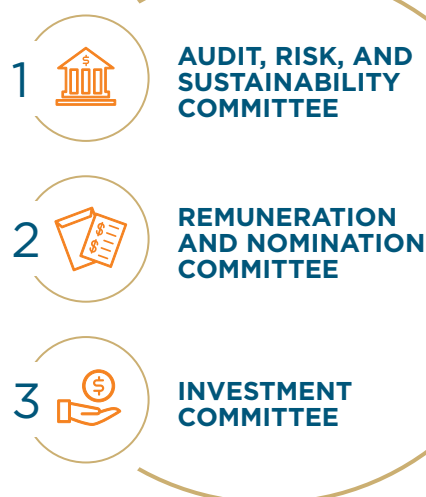 1
AUDIT, RISK, AND
SUSTAINABILITY
COMMITTEE
2
REMUNERATION
AND NOMINATION
COMMITTEE
3
INVESTMENT
COMMITTEE